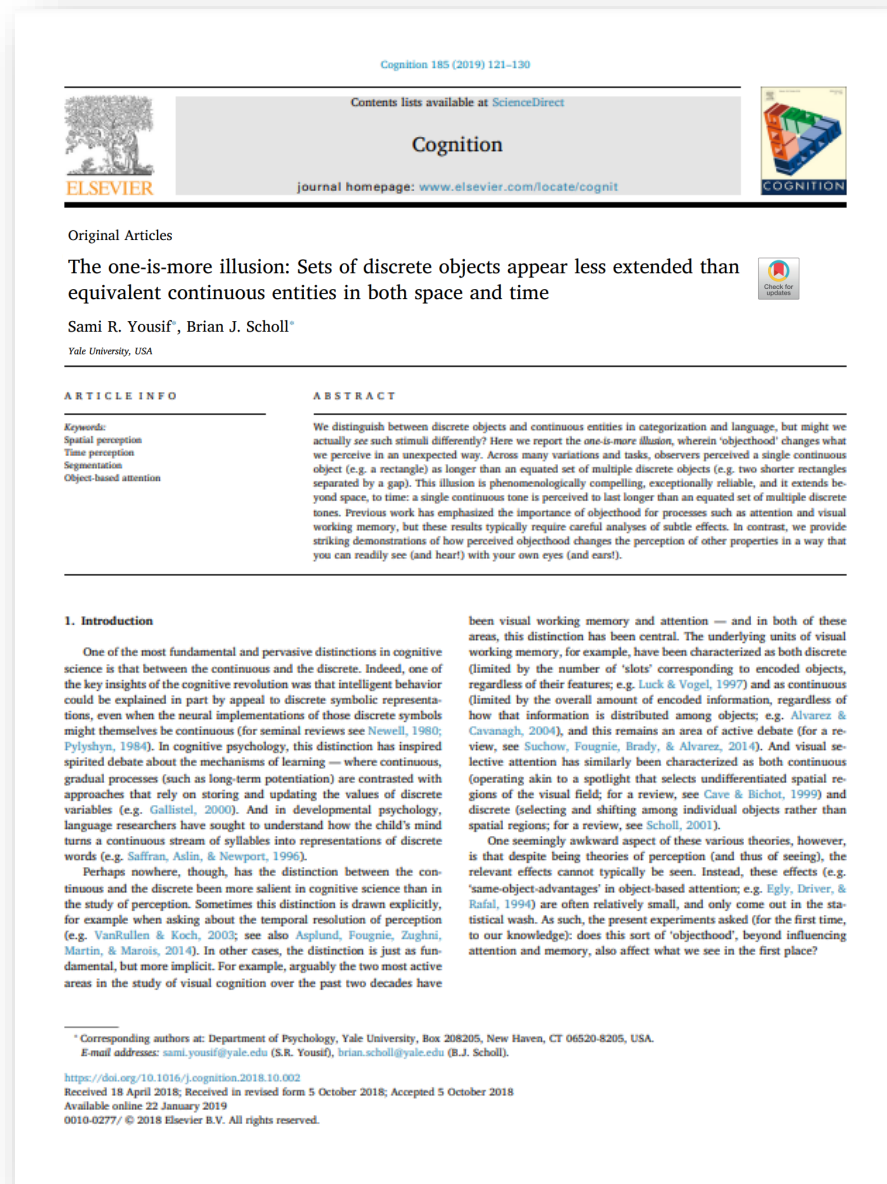 Cognition 185 (2019) 121–130
Contents lists available at ScienceDirect
Cognition
journal homepage: www.elsevier.com/locate/cognit
ELSEVIER
COGNITION
Original Articles
The one-is-more illusion: Sets of discrete objects appear less extended than
equivalent continuous entities in both space and time
Check for
updates
Sami R. Yousif*, Brian J. Scholl*
Yale University, USA
ARTICLE INFO
Keywords:
Spatial perception
Time perception
Segmentation
Object-based attention
ABSTRACT
We distinguish between discrete objects and continuous entities in categorization and language, but might we
actually see such stimuli differently? Here we report the one-is-more illusion, wherein ‘objecthood’ changes what
we perceive in an unexpected way. Across many variations and tasks, observers perceived a single continuous
object (e.g. a rectangle) as longer than an equated set of multiple discrete objects (e.g. two shorter rectangles
separated by a gap). This illusion is phenomenologically compelling, exceptionally reliable, and it extends be-
yond space, to time: a single continuous tone is perceived to last longer than an equated set of multiple discrete
tones. Previous work has emphasized the importance of objecthood for processes such as attention and visual
working memory, but these results typically require careful analyses of subtle effects. In contrast, we provide
striking demonstrations of how perceived objecthood changes the perception of other properties in a way that
you can readily see (and hear!) with your own eyes (and ears!).
1. Introduction
One of the most fundamental and pervasive distinctions in cognitive
science is that between the continuous and the discrete. Indeed, one of
the key insights of the cognitive revolution was that intelligent behavior
could be explained in part by appeal to discrete symbolic representa-
tions, even when the neural implementations of those discrete symbols
might themselves be continuous (for seminal reviews see Newell, 1980;
Pylyshyn, 1984). In cognitive psychology, this distinction has inspired
spirited debate about the mechanisms of learning — where continuous,
gradual processes (such as long-term potentiation) are contrasted with
approaches that rely on storing and updating the values of discrete
variables (e.g. Gallistel, 2000). And in developmental psychology,
language researchers have sought to understand how the child's mind
turns a continuous stream of syllables into representations of discrete
words (e.g. Saffran, Aslin, & Newport, 1996).
Perhaps nowhere, though, has the distinction between the con-
tinuous and the discrete been more salient in cognitive science than in
the study of perception. Sometimes this distinction is drawn explicitly,
for example when asking about the temporal resolution of perception
(e.g. VanRullen & Koch, 2003; see also Asplund, Fougnie, Zughni,
Martin, & Marois, 2014). In other cases, the distinction is just as fun-
damental, but more implicit. For example, arguably the two most active
areas in the study of visual cognition over the past two decades have
been visual working memory and attention — and in both of these
areas, this distinction has been central. The underlying units of visual
working memory, for example, have been characterized as both discrete
(limited by the number of ‘slots’ corresponding to encoded objects,
regardless of their features; e.g. Luck & Vogel, 1997) and as continuous
(limited by the overall amount of encoded information, regardless of
how that information is distributed among objects; e.g. Alvarez &
Cavanagh, 2004), and this remains an area of active debate (for a re-
view, see Suchow, Fougnie, Brady, & Alvarez, 2014). And visual se-
lective attention has similarly been characterized as both continuous
(operating akin to a spotlight that selects undifferentiated spatial re-
gions of the visual field; for a review, see Cave & Bichot, 1999) and
discrete (selecting and shifting among individual objects rather than
spatial regions; for a review, see Scholl, 2001).
One seemingly awkward aspect of these various theories, however,
is that despite being theories of perception (and thus of seeing), the
relevant effects cannot typically be seen. Instead, these effects (e.g.
‘same-object-advantages’ in object-based attention; e.g. Egly, Driver, &
Rafal, 1994) are often relatively small, and only come out in the sta-
tistical wash. As such, the present experiments asked (for the first time,
to our knowledge): does this sort of ‘objecthood’, beyond influencing
attention and memory, also affect what we see in the first place?
* Corresponding authors at: Department of Psychology, Yale University, Box 208205, New Haven, CT 06520-8205, USA.
E-mail addresses: sami.yousif@yale.edu (S.R. Yousif), brian.scholl@yale.edu (B.J. Scholl).
https://doi.org/10.1016/j.cognition.2018.10.002
Received 18 April 2018; Received in revised form 5 October 2018; Accepted 5 October 2018
Available online 22 January 2019
0010-0277/ © 2018 Elsevier B.V. All rights reserved.